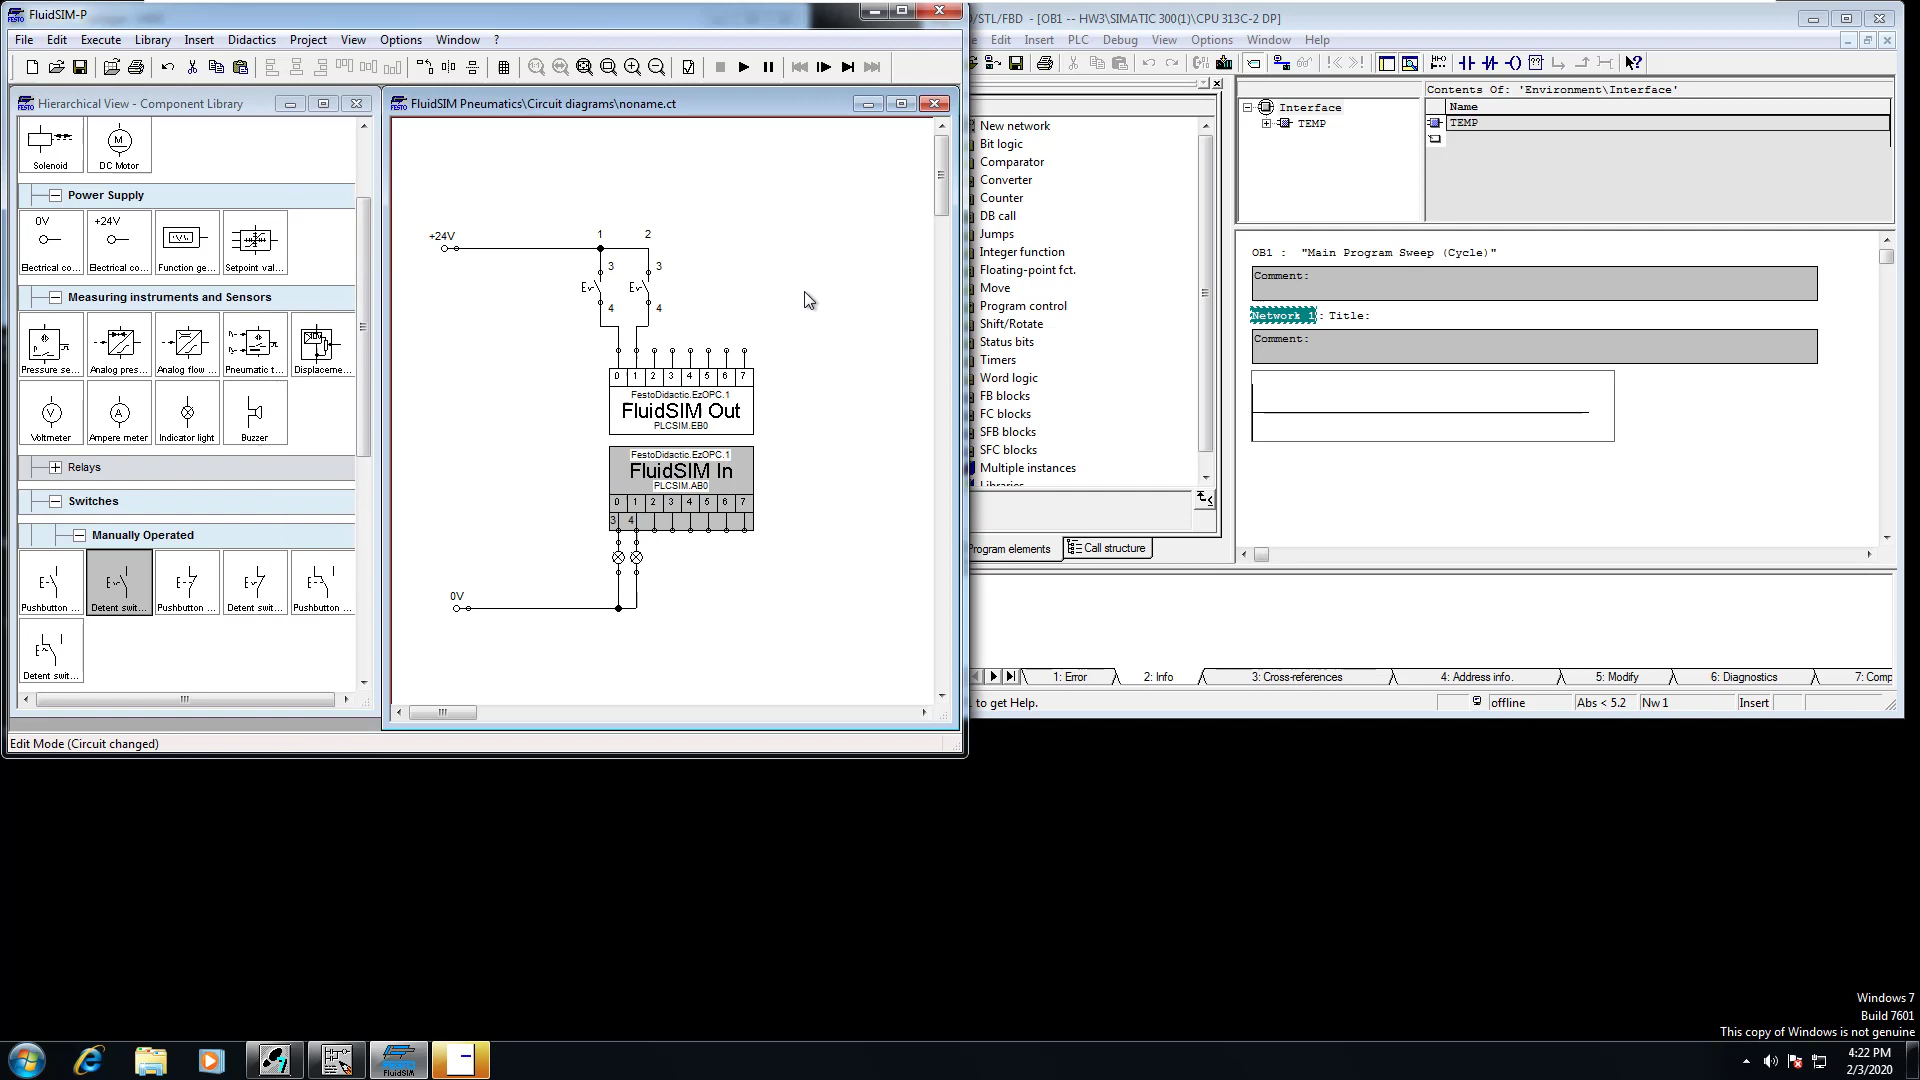 FluidSIM-P
File Edit Execute Library Insert Didactics Project View Options Window ?
Hierarchical View - Component Library
Solenoid DC Motor
Power Supply
0V +24V
Electrical co... Electrical co... Function ge... Setpoint val...
Measuring instruments and Sensors
Pressure se... Analog pres... Analog flow ... Pneumatic t... Displaceme...
Voltmeter Ampere meter Indicator light Buzzer
Relays
Switches
Manually Operated
Pushbutton ... Detent swit... Pushbutton ... Detent swit... Pushbutton ...
Detent swit...
Edit Mode (Circuit changed)
FluidSIM Pneumatics\Circuit diagrams\noname.ct
+24V 1 2
3 3
4 4
0 1 2 3 4 5 6 7
FestoDidactic.EzOPC.1
FluidSIM Out
PLCSIM.EB0
FestoDidactic.EzOPC.1
FluidSIM In
PLCSIM.AB0
0 1 2 3 4 5 6 7
3 4
0V
/STL/FBD - [OB1 -- HW3\SIMATIC 300(1)\CPU 313C-2 DP]
Edit Insert PLC Debug View Options Window Help
New network
Bit logic
Comparator
Converter
Counter
DB call
Jumps
Integer function
Floating-point fct.
Move
Program control
Shift/Rotate
Status bits
Timers
Word logic
FB blocks
FC blocks
SFB blocks
SFC blocks
Multiple instances
Libraries
Program elements Call structure
Interface
TEMP
Contents Of: 'Environment\Interface'
Name
TEMP
OB1 : "Main Program Sweep (Cycle)"
Comment:
Network 1: Title:
Comment:
1: Error 2: Info 3: Cross-references 4: Address info. 5: Modify 6: Diagnostics 7: Comp
to get Help. offline Abs < 5.2 Nw 1 Insert
Windows 7
Build 7601
This copy of Windows is not genuine
FluidSIM
4:22 PM
2/3/2020